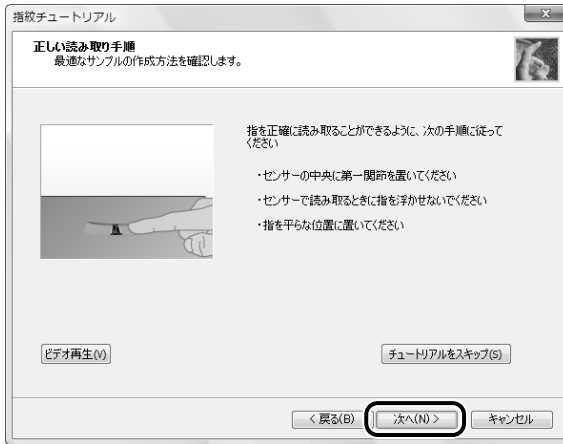 指紋チュートリアル
正しい読み取り手順
最適なサンプルの作成方法を確認します。
指を正確に読み取ることができるように、次の手順に従って
ください
・センサーの中央に第一関節を置いてください
・センサーで読み取るときに指を浮かせないでください
・指を平らな位置に置いてください
ビデオ再生(V)
チュートリアルをスキップ(S)
< 戻る(B)
次へ(N) >
キャンセル